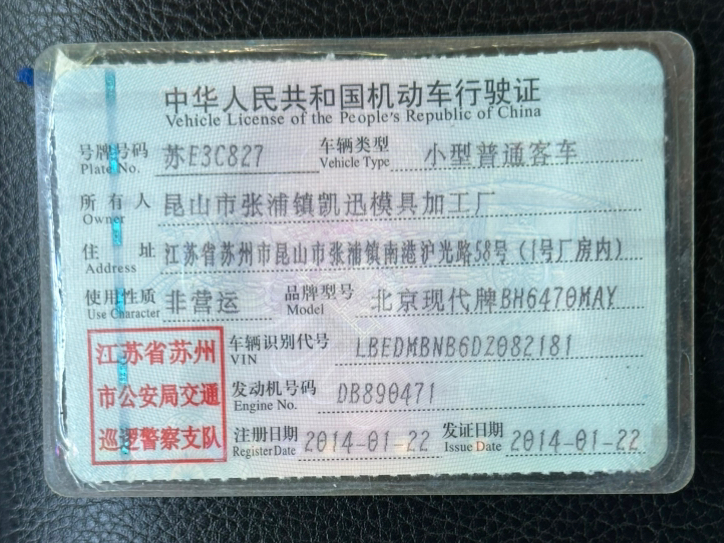 中华人民共和国机动车行驶证
Vehicle License of the People's Republic of China
号牌号码 苏E3C827 车辆类型 小型普通客车
Plate No. Vehicle Type
所有人 昆山市张浦镇凯迅模具加工厂
Owner
住址 江苏省苏州市昆山市张浦镇南港沪光路58号（1号厂房内）
Address
使用性质 非营运 品牌型号 北京现代牌BH6470MAY
Use Character Model
江苏省苏州
市公安局交通
巡逻警察支队
车辆识别代号 LBEDMBNB6DZ082181
VIN
发动机号码 DB890471
Engine No.
注册日期 2014-01-22 发证日期 2014-01-22
Register Date Issue Date